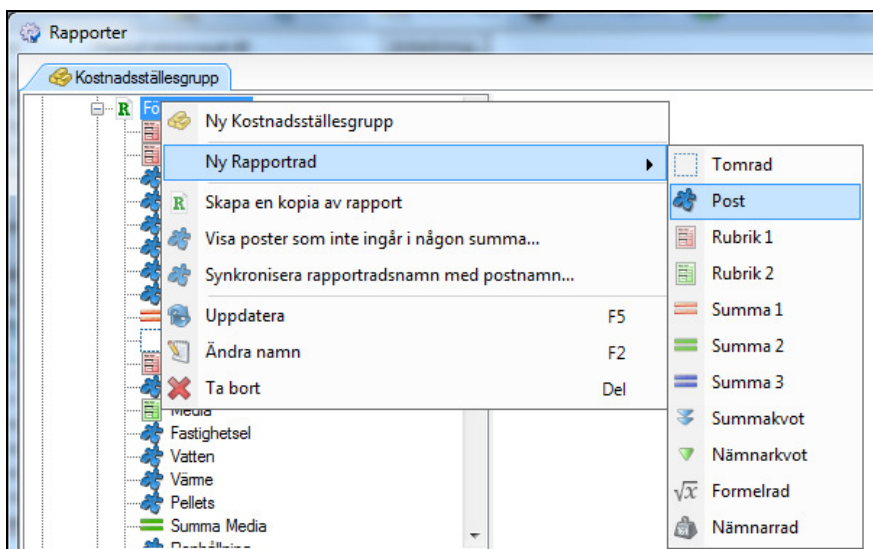 Rapporter
Kostnadsställesgrupp
R Fö
Ny Kostnadsställesgrupp
Ny Rapportrad
R Skapa en kopia av rapport
Visa poster som inte ingår i någon summa...
Synkronisera rapportradsnamn med postnamn...
Uppdatera F5
Ändra namn F2
Ta bort Del
Tomrad
Post
Rubrik 1
Rubrik 2
Summa 1
Summa 2
Summa 3
Summakvot
Nämnarkvot
√x Formelrad
Nämnarrad
Media
Fastighetsel
Vatten
Värme
Pellets
Summa Media